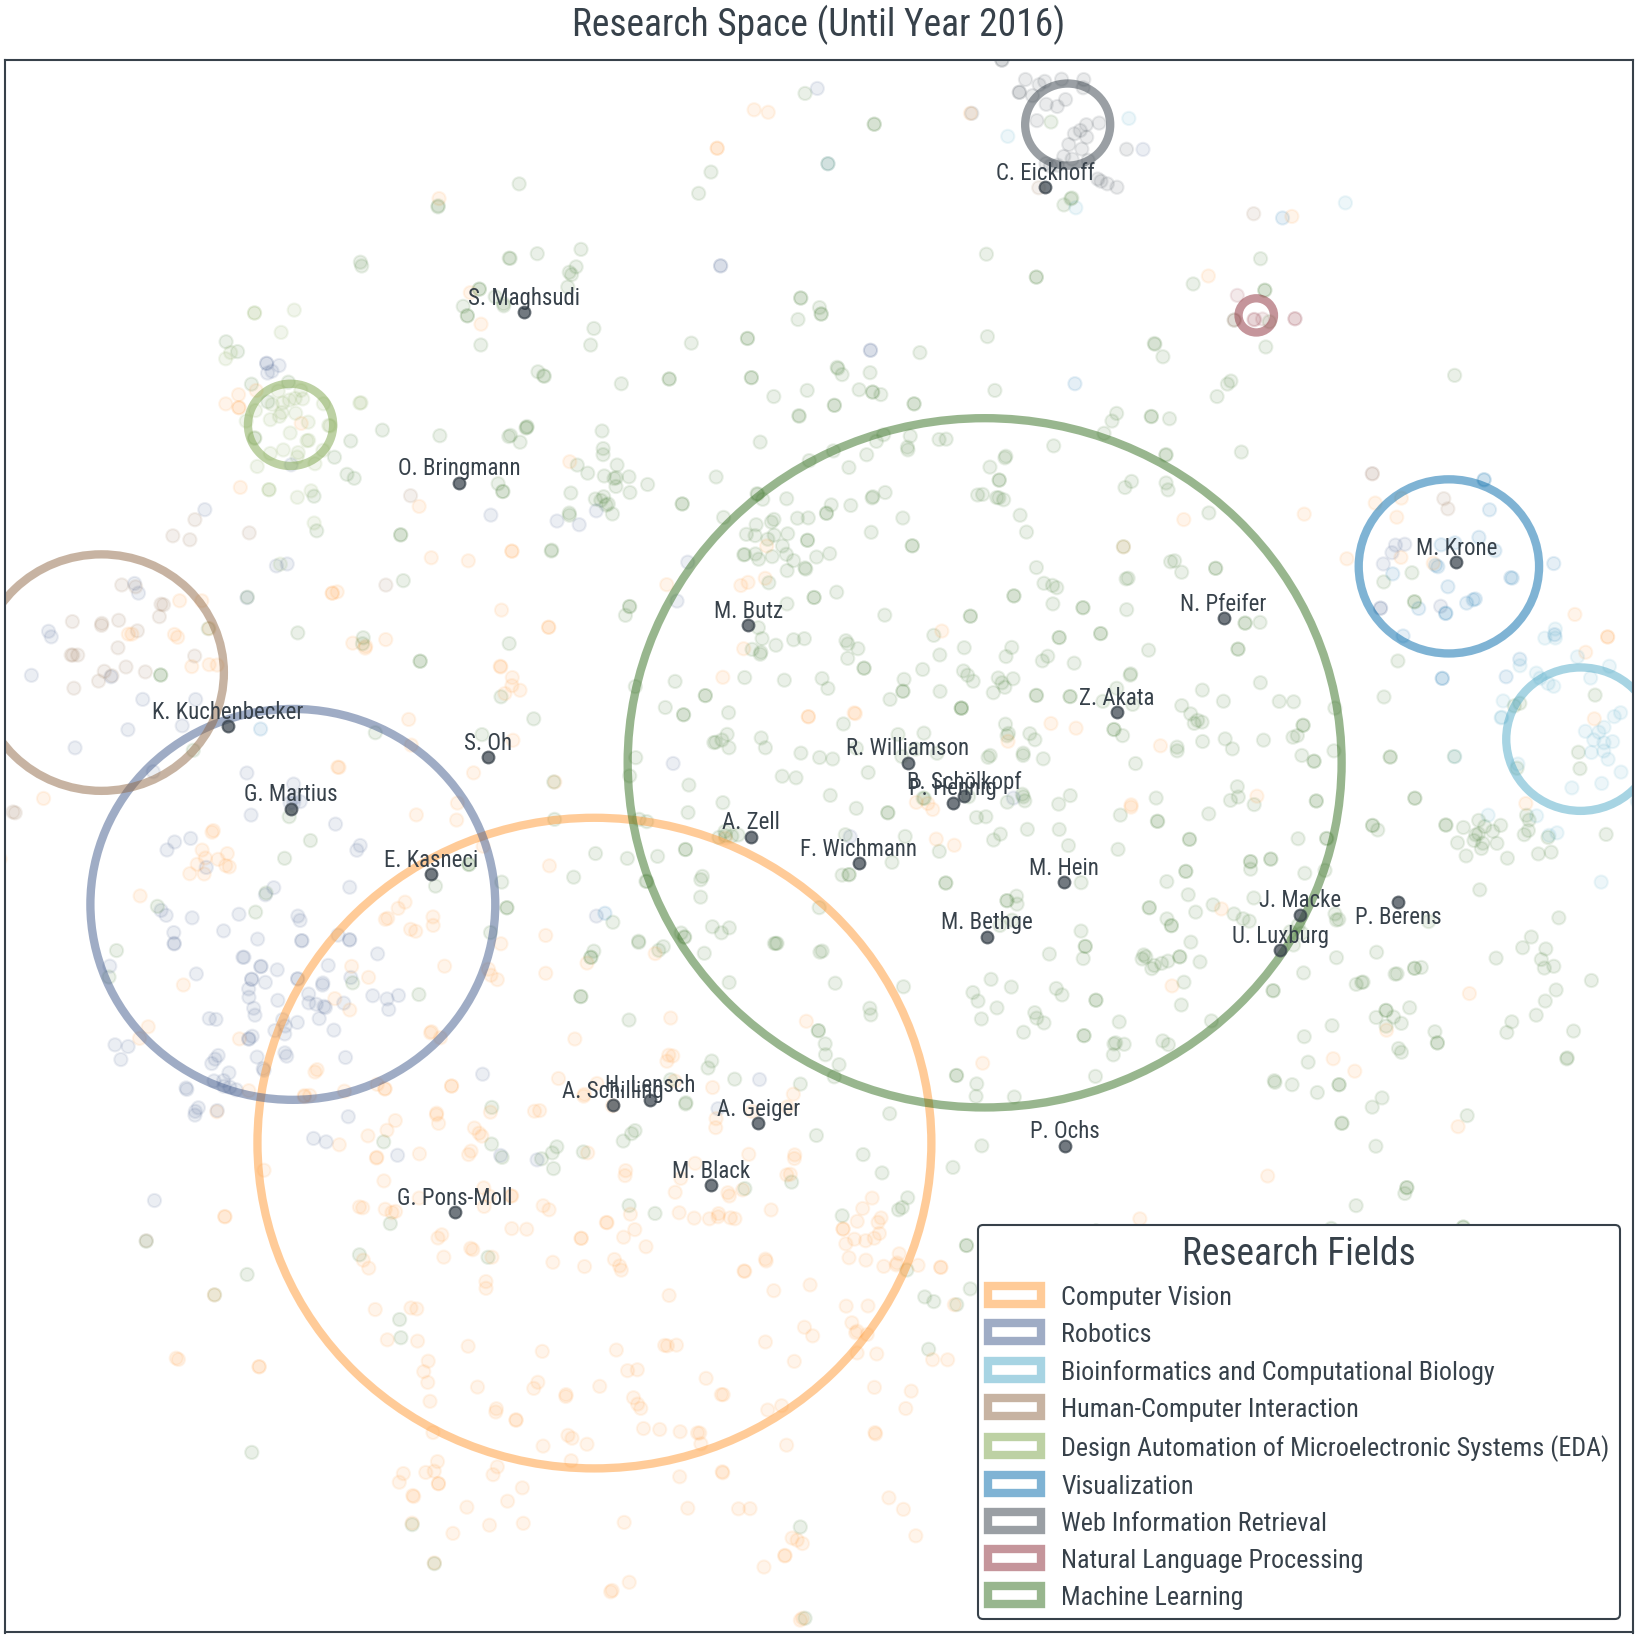 Research Space (Until Year 2016)
C. Eickhoff
S. Maghsudi
O. Bringmann
M. Krone
M. Butz
N. Pfeifer
Z. Akata
K. Kuchenbecker
S. Oh
R. Williamson
B. Schölkopf
P. Hennig
G. Martius
A. Zell
F. Wichmann
E. Kasneci
M. Hein
J. Macke
P. Berens
M. Bethge
U. Luxburg
H. Lensch
A. Schilling
A. Geiger
P. Ochs
M. Black
G. Pons-Moll
Research Fields
Computer Vision
Robotics
Bioinformatics and Computational Biology
Human-Computer Interaction
Design Automation of Microelectronic Systems (EDA)
Visualization
Web Information Retrieval
Natural Language Processing
Machine Learning